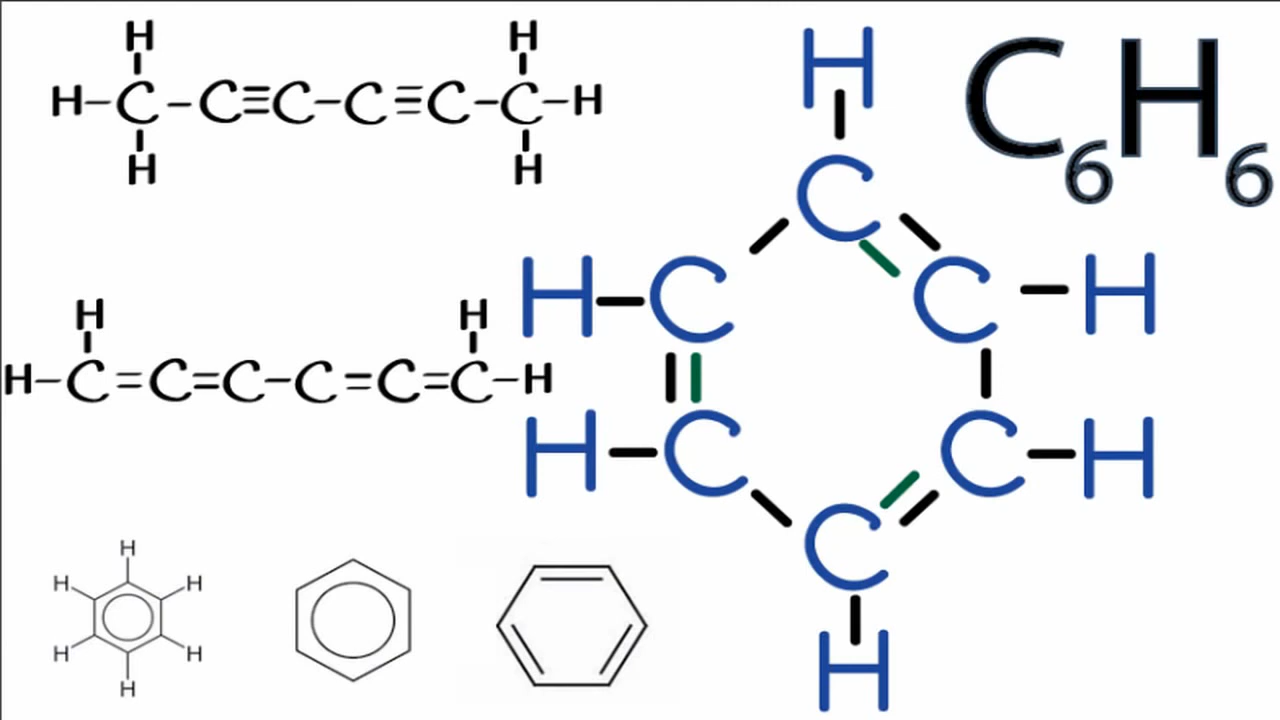 H H
H–C–C≡C–C≡C–C–H
H H
H H
H–C=C=C–C=C=C–H
C₆H₆
H
C
H–C C–H
H–C C–H
C
H
H
H H
H H
H